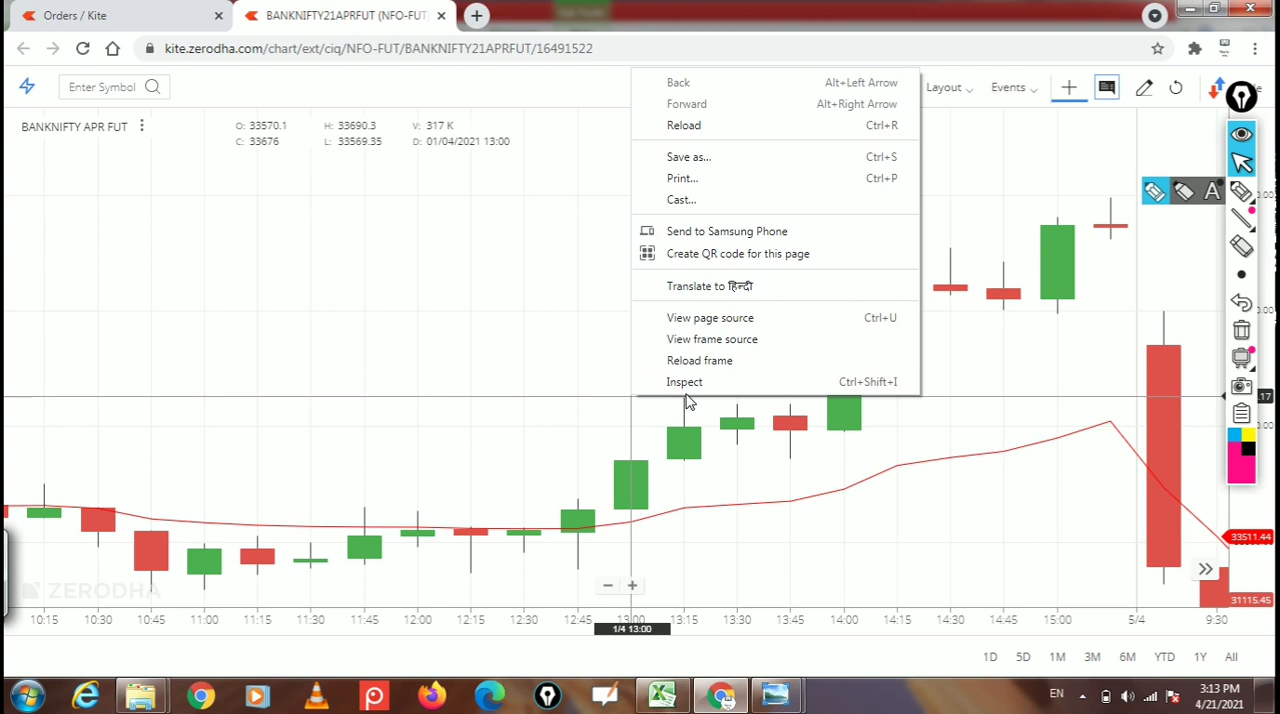 Orders / Kite
BANKNIFTY21APRFUT (NFO-FUT)
kite.zerodha.com/chart/ext/ciq/NFO-FUT/BANKNIFTY21APRFUT/16491522
Enter Symbol
Layout
Events
BANKNIFTY APR FUT
O: 33570.1 H: 33690.3 V: 317 K
C: 33676 L: 33569.35 D: 01/04/2021 13:00
Back Alt+Left Arrow
Forward Alt+Right Arrow
Reload Ctrl+R
Save as... Ctrl+S
Print... Ctrl+P
Cast...
Send to Samsung Phone
Create QR code for this page
Translate to हिन्दी
View page source Ctrl+U
View frame source
Reload frame
Inspect Ctrl+Shift+I
A
33511.44
31115.45
ZERODHA
10:15 10:30 10:45 11:00 11:15 11:30 11:45 12:00 12:15 12:30 12:45 13:00 13:15 13:30 13:45 14:00 14:15 14:30 14:45 15:00 5/4 9:30
1/4 13:00
1D 5D 1M 3M 6M YTD 1Y All
EN
3:13 PM
4/21/2021